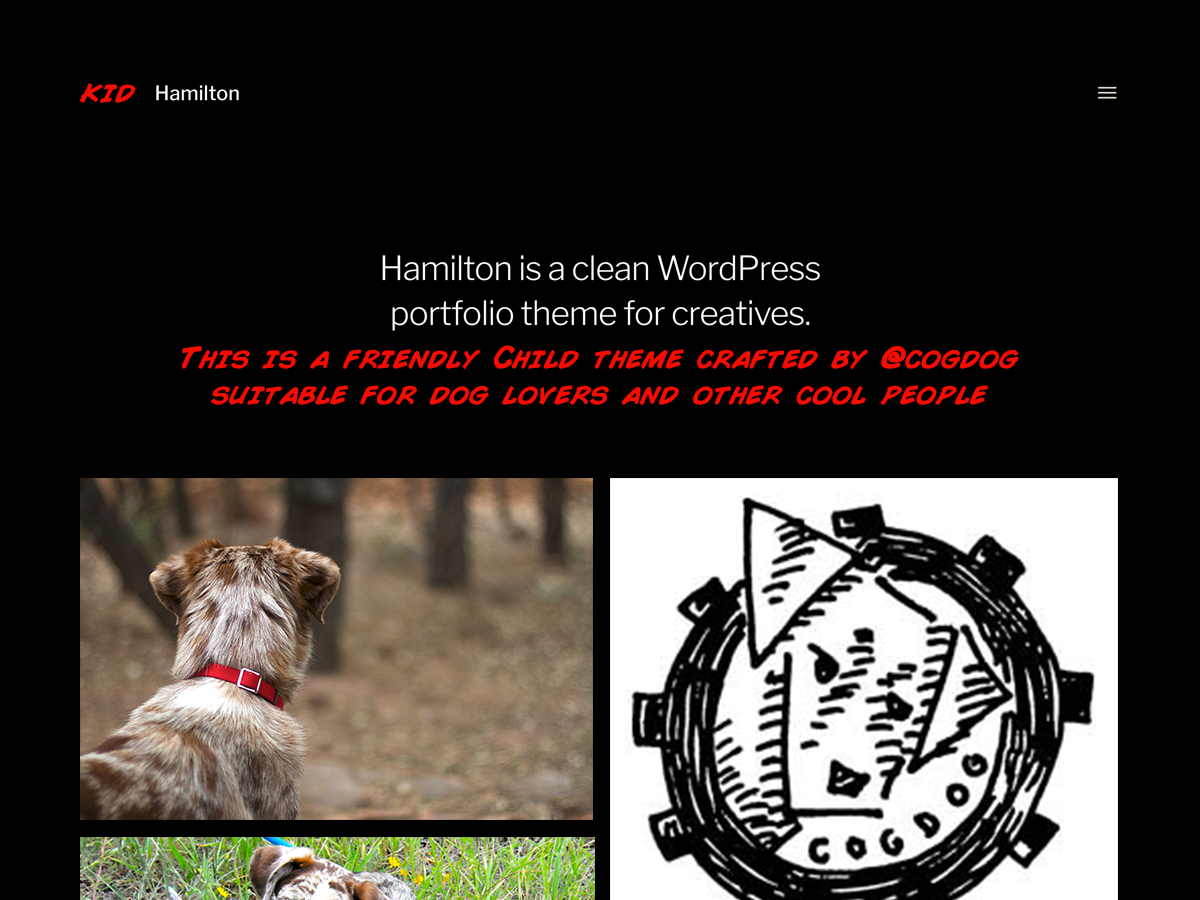 KID Hamilton
Hamilton is a clean WordPress
portfolio theme for creatives.
This is a friendly Child theme crafted by @cogdog
suitable for dog lovers and other cool people
COGDOG